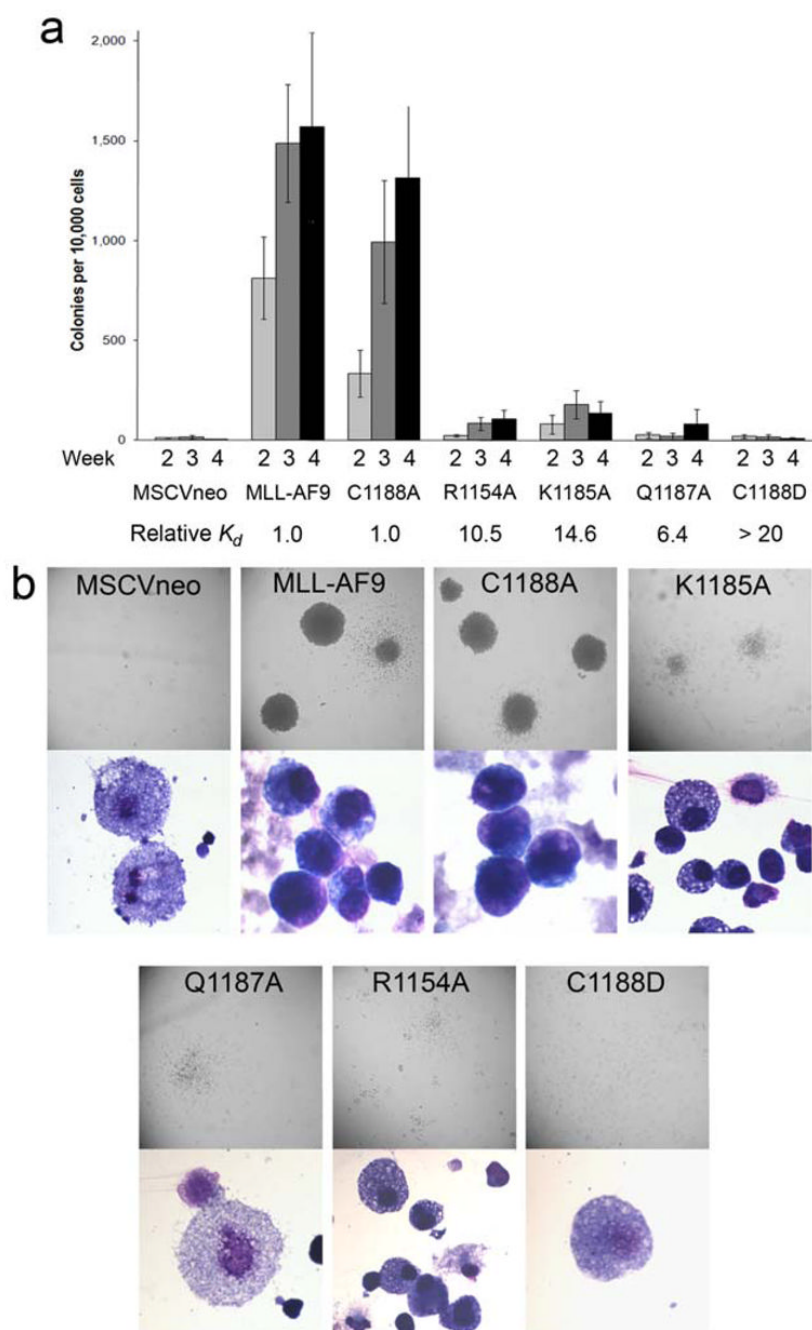 a
Colonies per 10,000 cells
2,000
1,500
1,000
500
0
Week 2 3 4 2 3 4 2 3 4 2 3 4 2 3 4 2 3 4 2 3 4
MSCVneo MLL-AF9 C1188A R1154A K1185A Q1187A C1188D
Relative Kd 1.0 1.0 10.5 14.6 6.4 > 20
b
MSCVneo MLL-AF9 C1188A K1185A
Q1187A R1154A C1188D